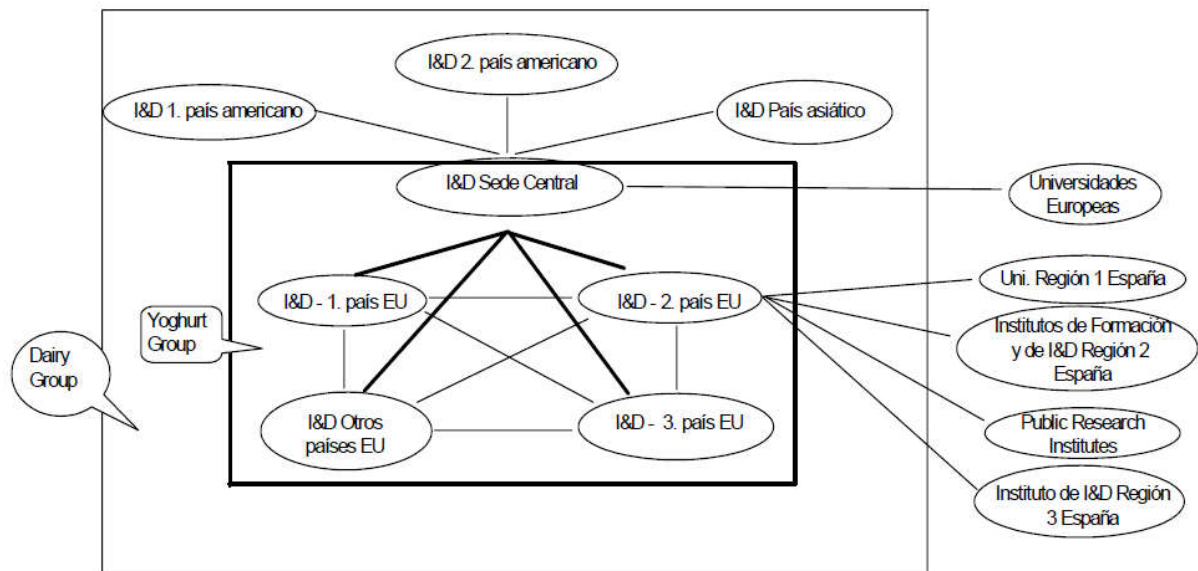 I&D 2. país americano
I&D 1. país americano
I&D País asiático
I&D Sede Central
Universidades
Europeas
I&D - 1. país EU
I&D - 2. país EU
Uni. Región 1 España
Yoghurt
Group
Institutos de Formación
y de I&D Región 2
España
Dairy
Group
I&D Otros
países EU
I&D - 3. país EU
Public Research
Institutes
Instituto de I&D Región
3 España